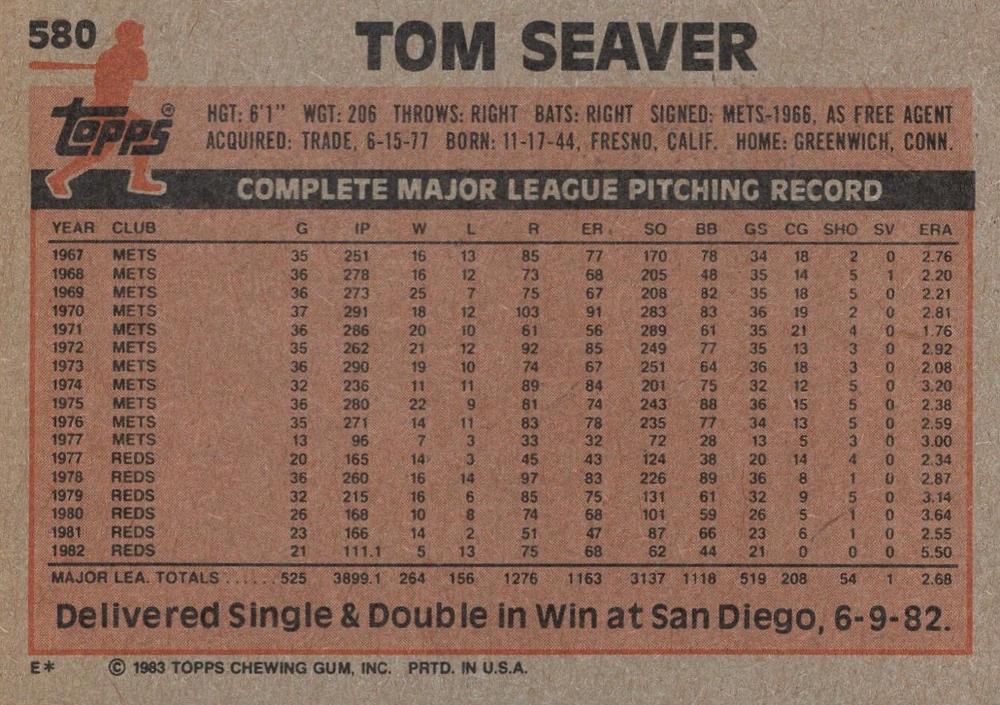 580
TOM SEAVER
topps®
HGT: 6'1" WGT: 206 THROWS: RIGHT BATS: RIGHT SIGNED: METS-1966, AS FREE AGENT
ACQUIRED: TRADE, 6-15-77 BORN: 11-17-44, FRESNO, CALIF. HOME: GREENWICH, CONN.
COMPLETE MAJOR LEAGUE PITCHING RECORD
YEAR CLUB G IP W L R ER SO BB GS CG SHO SV ERA
1967 METS 35 251 16 13 85 77 170 78 34 18 2 0 2.76
1968 METS 36 278 16 12 73 68 205 48 35 14 5 1 2.20
1969 METS 36 273 25 7 75 67 208 82 35 18 5 0 2.21
1970 METS 37 291 18 12 103 91 283 83 36 19 2 0 2.81
1971 METS 36 286 20 10 61 56 289 61 35 21 4 0 1.76
1972 METS 35 262 21 12 92 85 249 77 35 13 3 0 2.92
1973 METS 36 290 19 10 74 67 251 64 36 18 3 0 2.08
1974 METS 32 236 11 11 89 84 201 75 32 12 5 0 3.20
1975 METS 36 280 22 9 81 74 243 88 36 15 5 0 2.38
1976 METS 35 271 14 11 83 78 235 77 34 13 5 0 2.59
1977 METS 13 96 7 3 33 32 72 28 13 5 3 0 3.00
1977 REDS 20 165 14 3 45 43 124 38 20 14 4 0 2.34
1978 REDS 36 260 16 14 97 83 226 89 36 8 1 0 2.87
1979 REDS 32 215 16 6 85 75 131 61 32 9 5 0 3.14
1980 REDS 26 168 10 8 74 68 101 59 26 5 1 0 3.64
1981 REDS 23 166 14 2 51 47 87 66 23 6 1 0 2.55
1982 REDS 21 111.1 5 13 75 68 62 44 21 0 0 0 5.50
MAJOR LEA. TOTALS ...... 525 3899.1 264 156 1276 1163 3137 1118 519 208 54 1 2.68
Delivered Single & Double in Win at San Diego, 6-9-82.
E* © 1983 TOPPS CHEWING GUM, INC. PRTD. IN U.S.A.